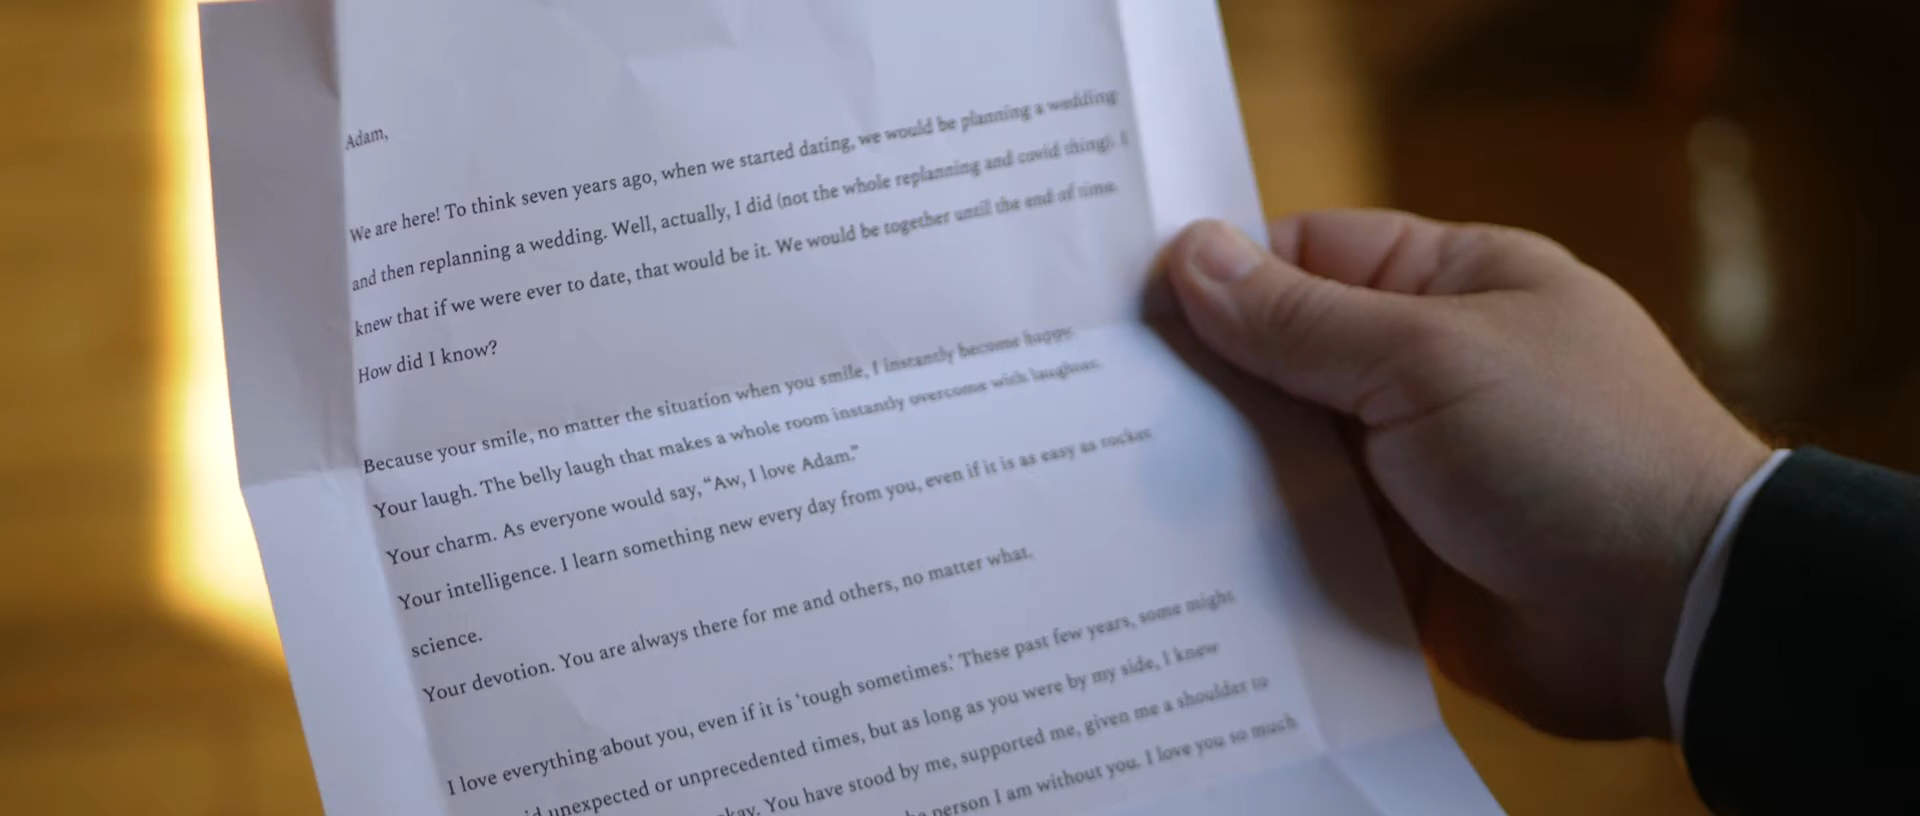 Adam,
We are here! To think seven years ago, when we started dating, we would be planning a wedding
and then replanning a wedding. Well, actually, I did (not the whole replanning and covid thing). I
knew that if we were ever to date, that would be it. We would be together until the end of time.
How did I know?
Because your smile, no matter the situation when you smile, I instantly become happy.
Your laugh. The belly laugh that makes a whole room instantly overcome with laughter.
Your charm. As everyone would say, “Aw, I love Adam.”
Your intelligence. I learn something new every day from you, even if it is as easy as rocket
science.
Your devotion. You are always there for me and others, no matter what.
I love everything about you, even if it is ‘tough sometimes.’ These past few years, some might
unexpected or unprecedented times, but as long as you were by my side, I knew
You have stood by me, supported me, given me a shoulder to
person I am without you. I love you so much